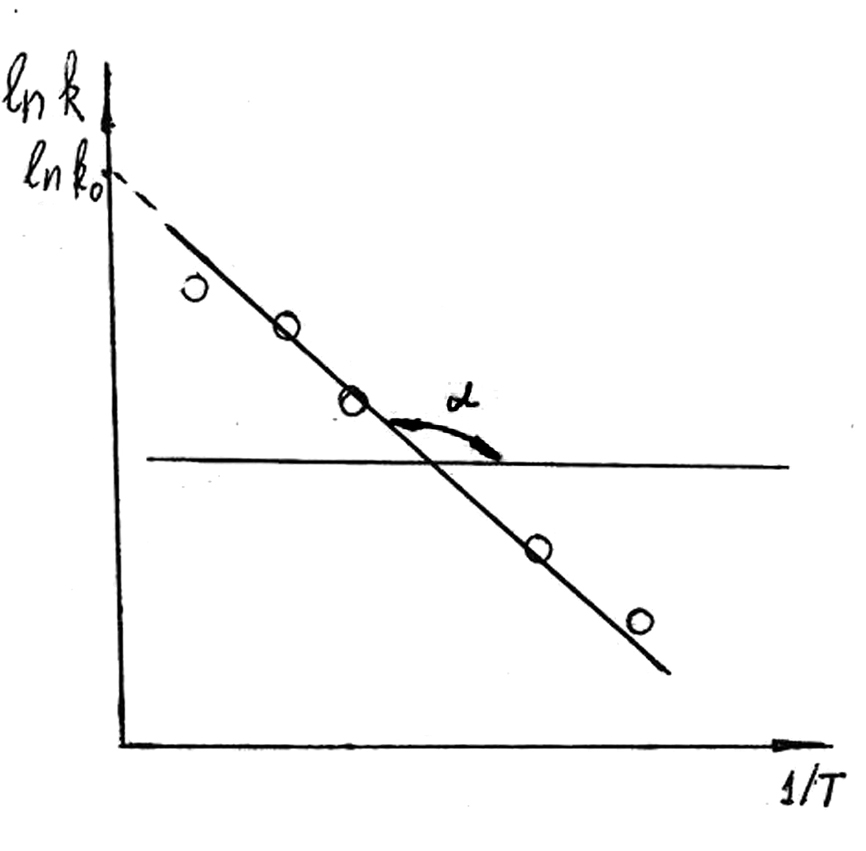 ln k
ln k₀
α
1/T